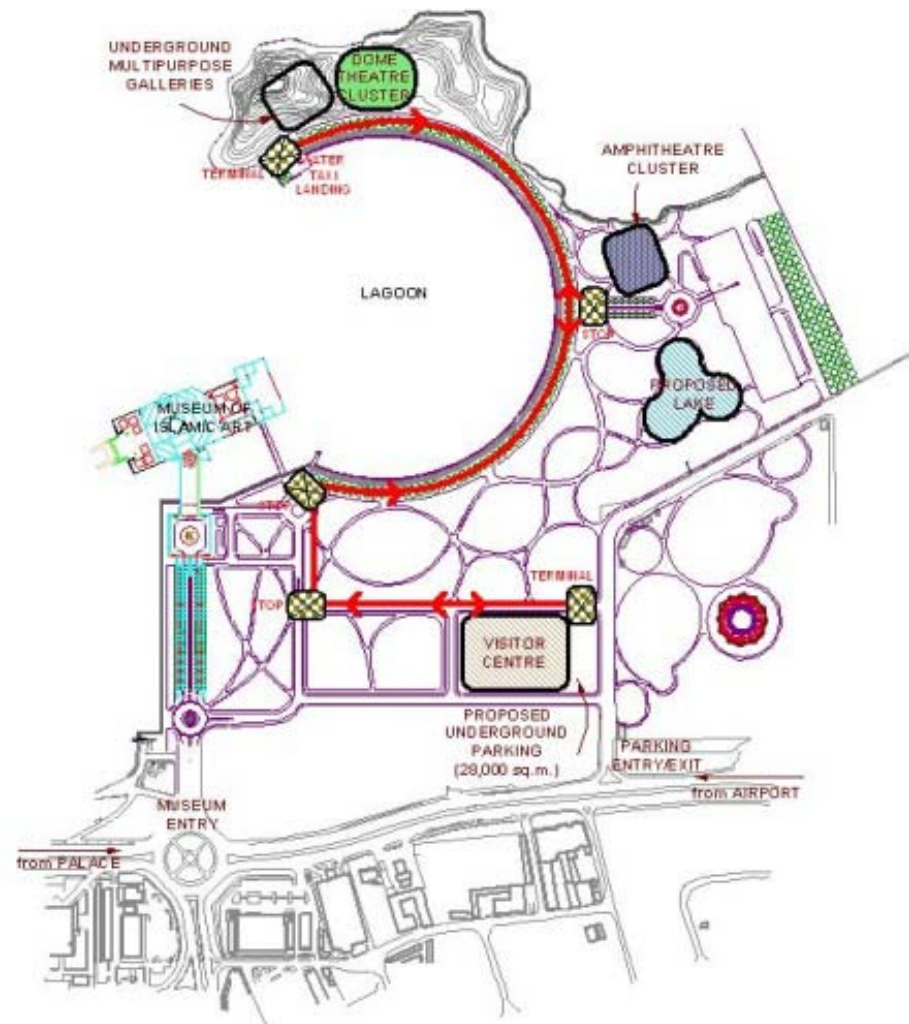 UNDERGROUND
MULTIPURPOSE
GALLERIES
DOME
THEATRE
CLUSTER
TERMINAL
WATER
TAXI
LANDING
AMPHITHEATRE
CLUSTER
LAGOON
STOP
PROPOSED
LAKE
MUSEUM OF
ISLAMIC ART
STOP
TERMINAL
STOP
VISITOR
CENTRE
PROPOSED
UNDERGROUND
PARKING
(28,000 sq.m.)
PARKING
ENTRY/EXIT
from AIRPORT
MUSEUM
ENTRY
from PALACE